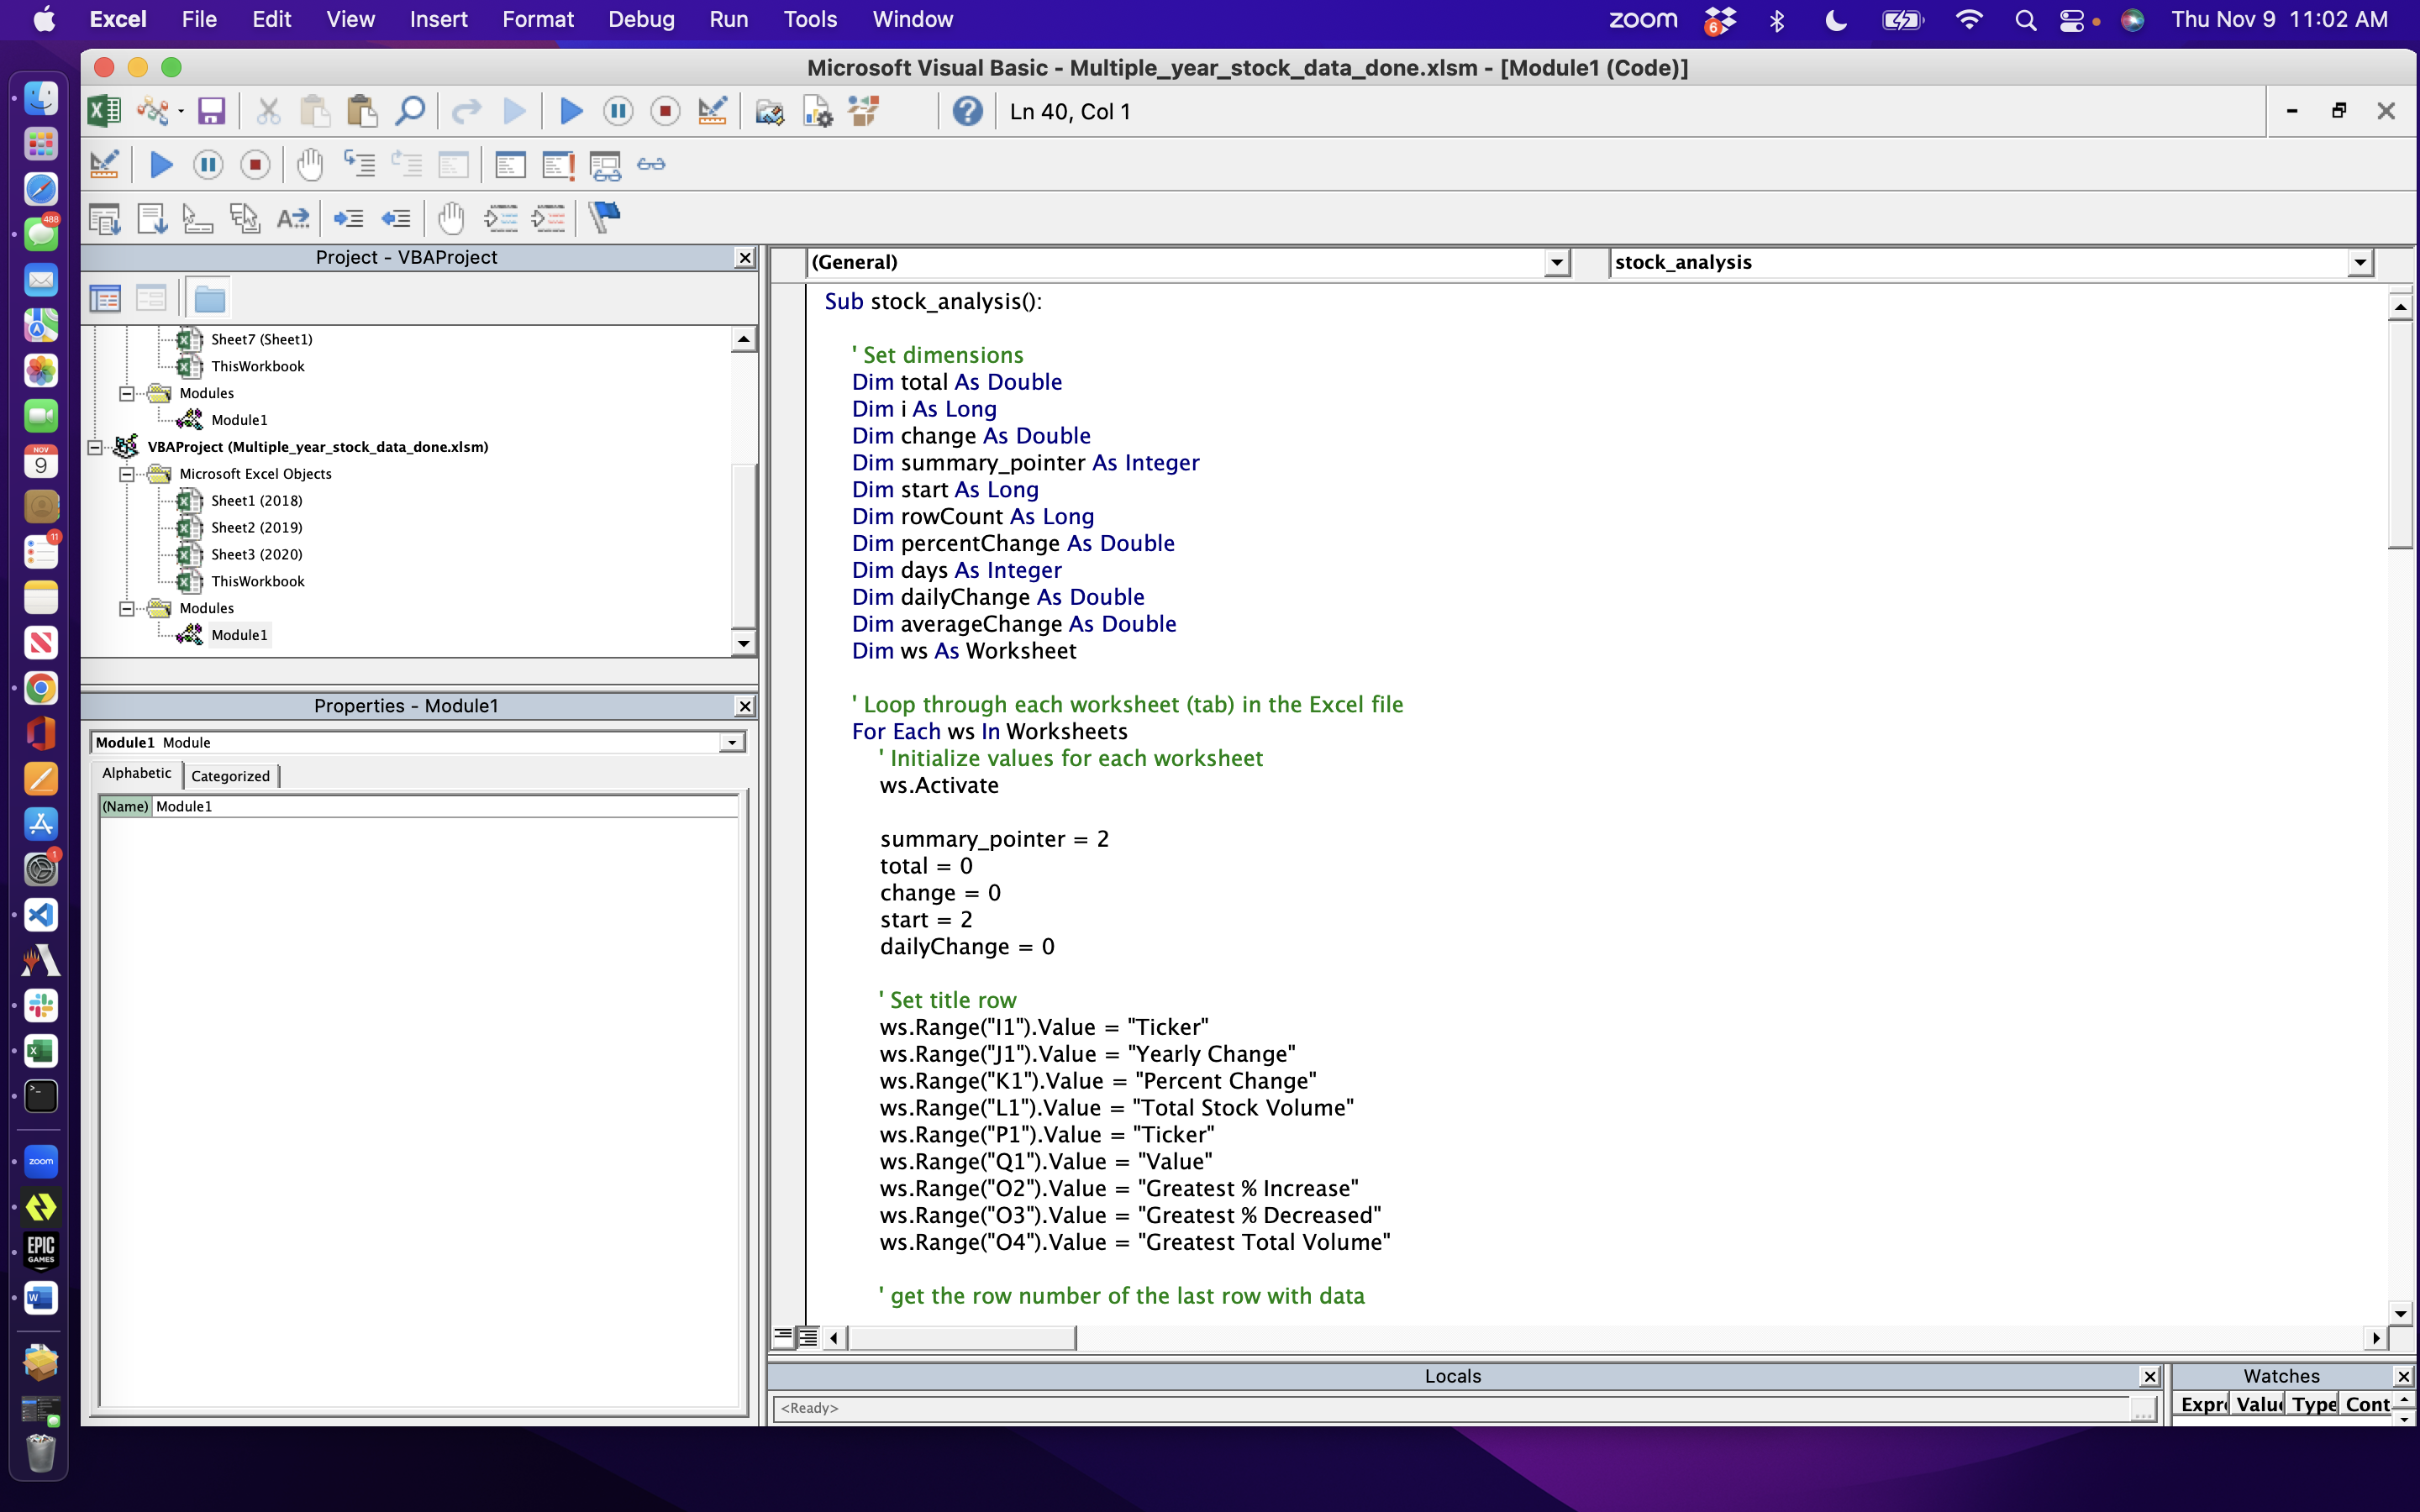 Excel File Edit View Insert Format Debug Run Tools Window zoom 6 Thu Nov 9 11:02 AM
Microsoft Visual Basic - Multiple_year_stock_data_done.xlsm - [Module1 (Code)]
Ln 40, Col 1
Project - VBAProject
Sheet7 (Sheet1)
ThisWorkbook
Modules
Module1
VBAProject (Multiple_year_stock_data_done.xlsm)
Microsoft Excel Objects
Sheet1 (2018)
Sheet2 (2019)
Sheet3 (2020)
ThisWorkbook
Modules
Module1
Properties - Module1
Module1 Module
Alphabetic Categorized
(Name) Module1
(General) stock_analysis
Sub stock_analysis():
' Set dimensions
Dim total As Double
Dim i As Long
Dim change As Double
Dim summary_pointer As Integer
Dim start As Long
Dim rowCount As Long
Dim percentChange As Double
Dim days As Integer
Dim dailyChange As Double
Dim averageChange As Double
Dim ws As Worksheet
' Loop through each worksheet (tab) in the Excel file
For Each ws In Worksheets
' Initialize values for each worksheet
ws.Activate
summary_pointer = 2
total = 0
change = 0
start = 2
dailyChange = 0
' Set title row
ws.Range("I1").Value = "Ticker"
ws.Range("J1").Value = "Yearly Change"
ws.Range("K1").Value = "Percent Change"
ws.Range("L1").Value = "Total Stock Volume"
ws.Range("P1").Value = "Ticker"
ws.Range("Q1").Value = "Value"
ws.Range("O2").Value = "Greatest % Increase"
ws.Range("O3").Value = "Greatest % Decreased"
ws.Range("O4").Value = "Greatest Total Volume"
' get the row number of the last row with data
Locals
<Ready>
...
Watches
Expr Valu Type Cont
488
NOV
9
11
1
zoom
EPIC
GAMES
W